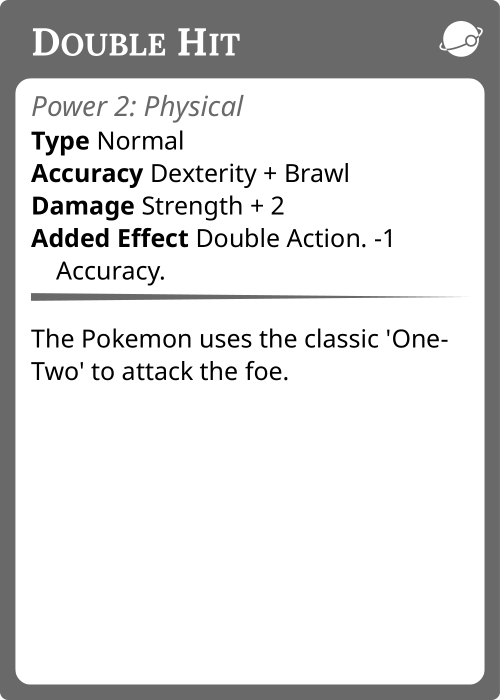 Double Hit
Power 2: Physical
Type Normal
Accuracy Dexterity + Brawl
Damage Strength + 2
Added Effect Double Action. -1
Accuracy.
The Pokemon uses the classic 'One-
Two' to attack the foe.